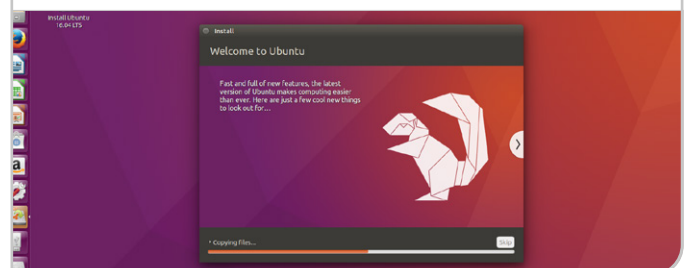 Install Ubuntu
16.04 LTS
Install
Welcome to Ubuntu
Fast and full of new features, the latest
version of Ubuntu makes computing easier
than ever. Here are just a few cool new things
to look out for...
Copying Files...
Skip